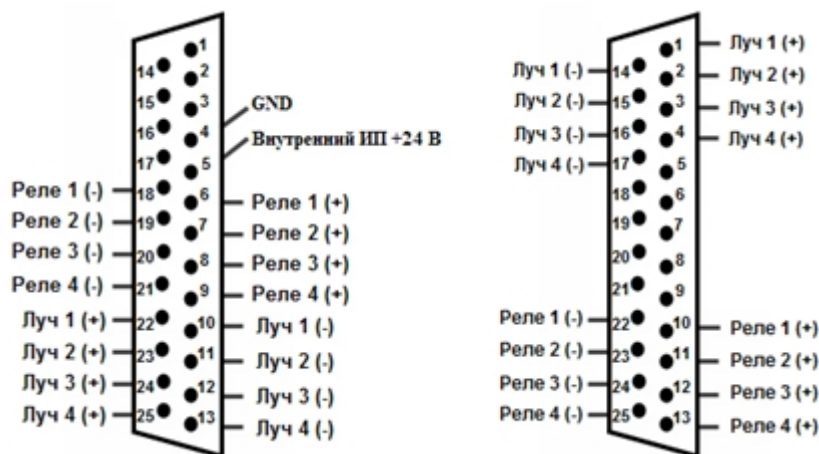 1
14
2
15
3
GND
16
4
Внутренний ИП +24 В
17
5
Реле 1 (-)
18
6
Реле 1 (+)
Реле 2 (-)
19
7
Реле 2 (+)
Реле 3 (-)
20
8
Реле 3 (+)
Реле 4 (-)
21
9
Реле 4 (+)
Луч 1 (+)
22
10
Луч 1 (-)
Луч 2 (+)
23
11
Луч 2 (-)
Луч 3 (+)
24
12
Луч 3 (-)
Луч 4 (+)
25
13
Луч 4 (-)
1
Луч 1 (+)
Луч 1 (-)
14
2
Луч 2 (+)
Луч 2 (-)
15
3
Луч 3 (+)
Луч 3 (-)
16
4
Луч 4 (+)
Луч 4 (-)
17
5
18
6
19
7
20
8
21
9
Реле 1 (-)
22
10
Реле 1 (+)
Реле 2 (-)
23
11
Реле 2 (+)
Реле 3 (-)
24
12
Реле 3 (+)
Реле 4 (-)
25
13
Реле 4 (+)